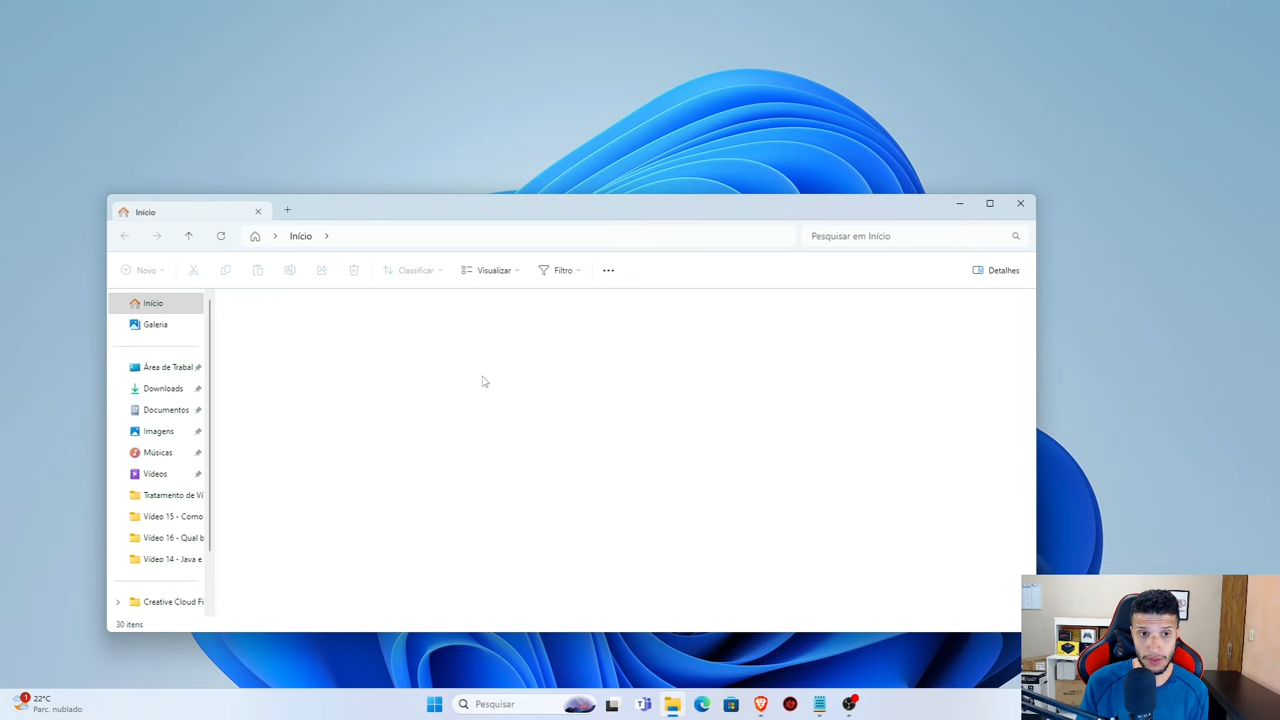 Início
Início
Pesquisar em Início
Novo
Classificar
Visualizar
Filtro
Detalhes
Início
Galeria
Área de Trabal
Downloads
Documentos
Imagens
Músicas
Vídeos
Tratamento de Ví
Vídeo 15 - Como
Vídeo 16 - Qual b
Vídeo 14 - Java e
Creative Cloud Fi
30 itens
1
22°C
Parc. nublado
Pesquisar